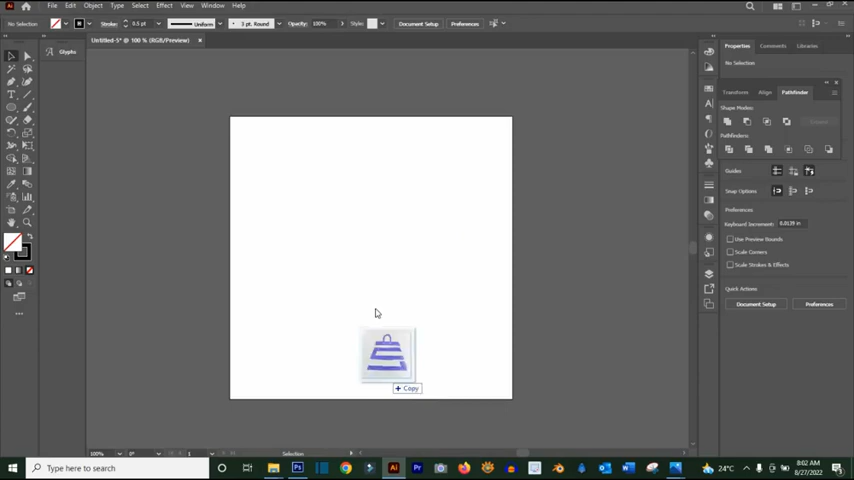 File Edit Object Type Select Effect View Window Help
No Selection Stroke: 0.5 pt Uniform 3 pt. Round Opacity: 100% Style: Document Setup Preferences
Untitled-5* @ 100 % (RGB/Preview) ×
Properties Comments Libraries
Glyphs
No Selection
Transform Align Pathfinder
Shape Modes:
Pathfinders:
Guides
Snap Options
Preferences
Keyboard Increment: 0.0139 in
Use Preview Bounds
Scale Corners
Scale Strokes & Effects
Quick Actions
Document Setup Preferences
+ Copy
100% 0° 1 Selection
Type here to search
24°C
8:02 AM
8/27/2022